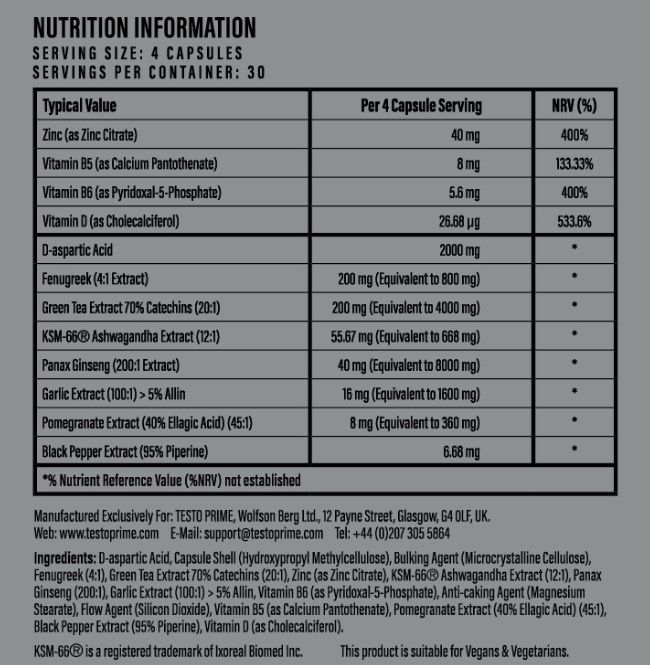 NUTRITION INFORMATION
SERVING SIZE: 4 CAPSULES
SERVINGS PER CONTAINER: 30
Typical Value Per 4 Capsule Serving NRV (%)
Zinc (as Zinc Citrate) 40 mg 400%
Vitamin B5 (as Calcium Pantothenate) 8 mg 133.33%
Vitamin B6 (as Pyridoxal-5-Phosphate) 5.6 mg 400%
Vitamin D (as Cholecalciferol) 26.68 µg 533.6%
D-aspartic Acid 2000 mg *
Fenugreek (4:1 Extract) 200 mg (Equivalent to 800 mg) *
Green Tea Extract 70% Catechins (20:1) 200 mg (Equivalent to 4000 mg) *
KSM-66® Ashwagandha Extract (12:1) 55.67 mg (Equivalent to 668 mg) *
Panax Ginseng (200:1 Extract) 40 mg (Equivalent to 8000 mg) *
Garlic Extract (100:1) > 5% Allin 16 mg (Equivalent to 1600 mg) *
Pomegranate Extract (40% Ellagic Acid) (45:1) 8 mg (Equivalent to 360 mg) *
Black Pepper Extract (95% Piperine) 6.68 mg *
*% Nutrient Reference Value (%NRV) not established
Manufactured Exclusively For: TESTO PRIME, Wolfson Berg Ltd., 12 Payne Street, Glasgow, G4 0LF, UK.
Web: www.testoprime.com E-Mail: support@testoprime.com Tel: +44 (0)207 305 5864
Ingredients: D-aspartic Acid, Capsule Shell (Hydroxypropyl Methylcellulose), Bulking Agent (Microcrystalline Cellulose),
Fenugreek (4:1), Green Tea Extract 70% Catechins (20:1), Zinc (as Zinc Citrate), KSM-66® Ashwagandha Extract (12:1), Panax
Ginseng (200:1), Garlic Extract (100:1) > 5% Allin, Vitamin B6 (as Pyridoxal-5-Phosphate), Anti-caking Agent (Magnesium
Stearate), Flow Agent (Silicon Dioxide), Vitamin B5 (as Calcium Pantothenate), Pomegranate Extract (40% Ellagic Acid) (45:1),
Black Pepper Extract (95% Piperine), Vitamin D (as Cholecalciferol).
KSM-66® is a registered trademark of Ixoreal Biomed Inc. This product is suitable for Vegans & Vegetarians.